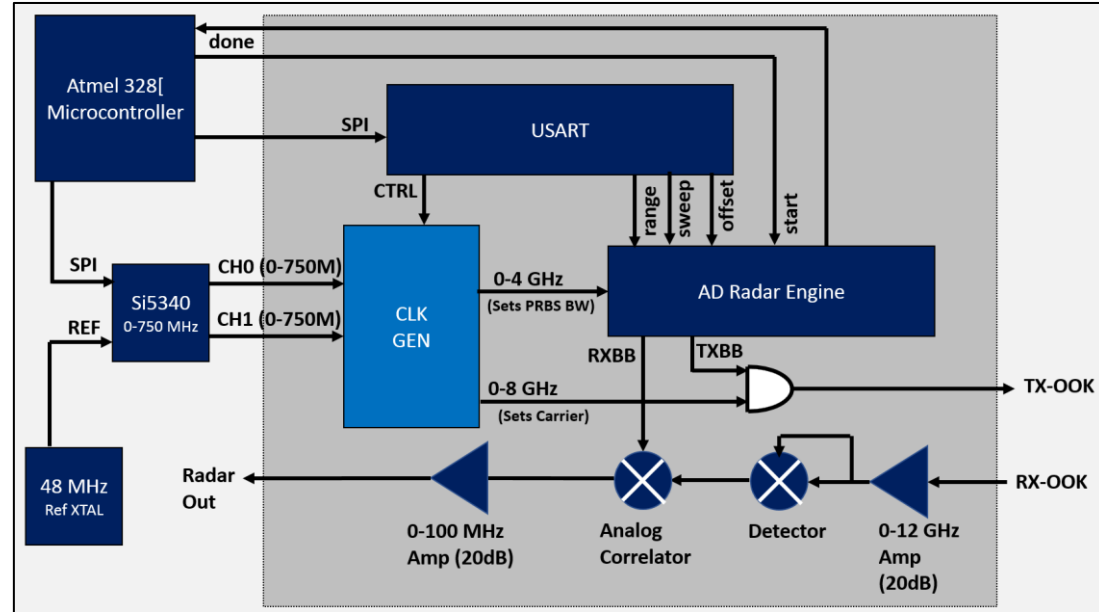 done
Atmel 328[
Microcontroller
SPI
USART
CTRL
range
sweep
offset
start
SPI
CH0 (0-750M)
Si5340
0-750 MHz
REF
CH1 (0-750M)
CLK
GEN
0-4 GHz
(Sets PRBS BW)
AD Radar Engine
RXBB
TXBB
0-8 GHz
(Sets Carrier)
TX-OOK
48 MHz
Ref XTAL
Radar
Out
RX-OOK
0-100 MHz
Amp (20dB)
Analog
Correlator
Detector
0-12 GHz
Amp
(20dB)